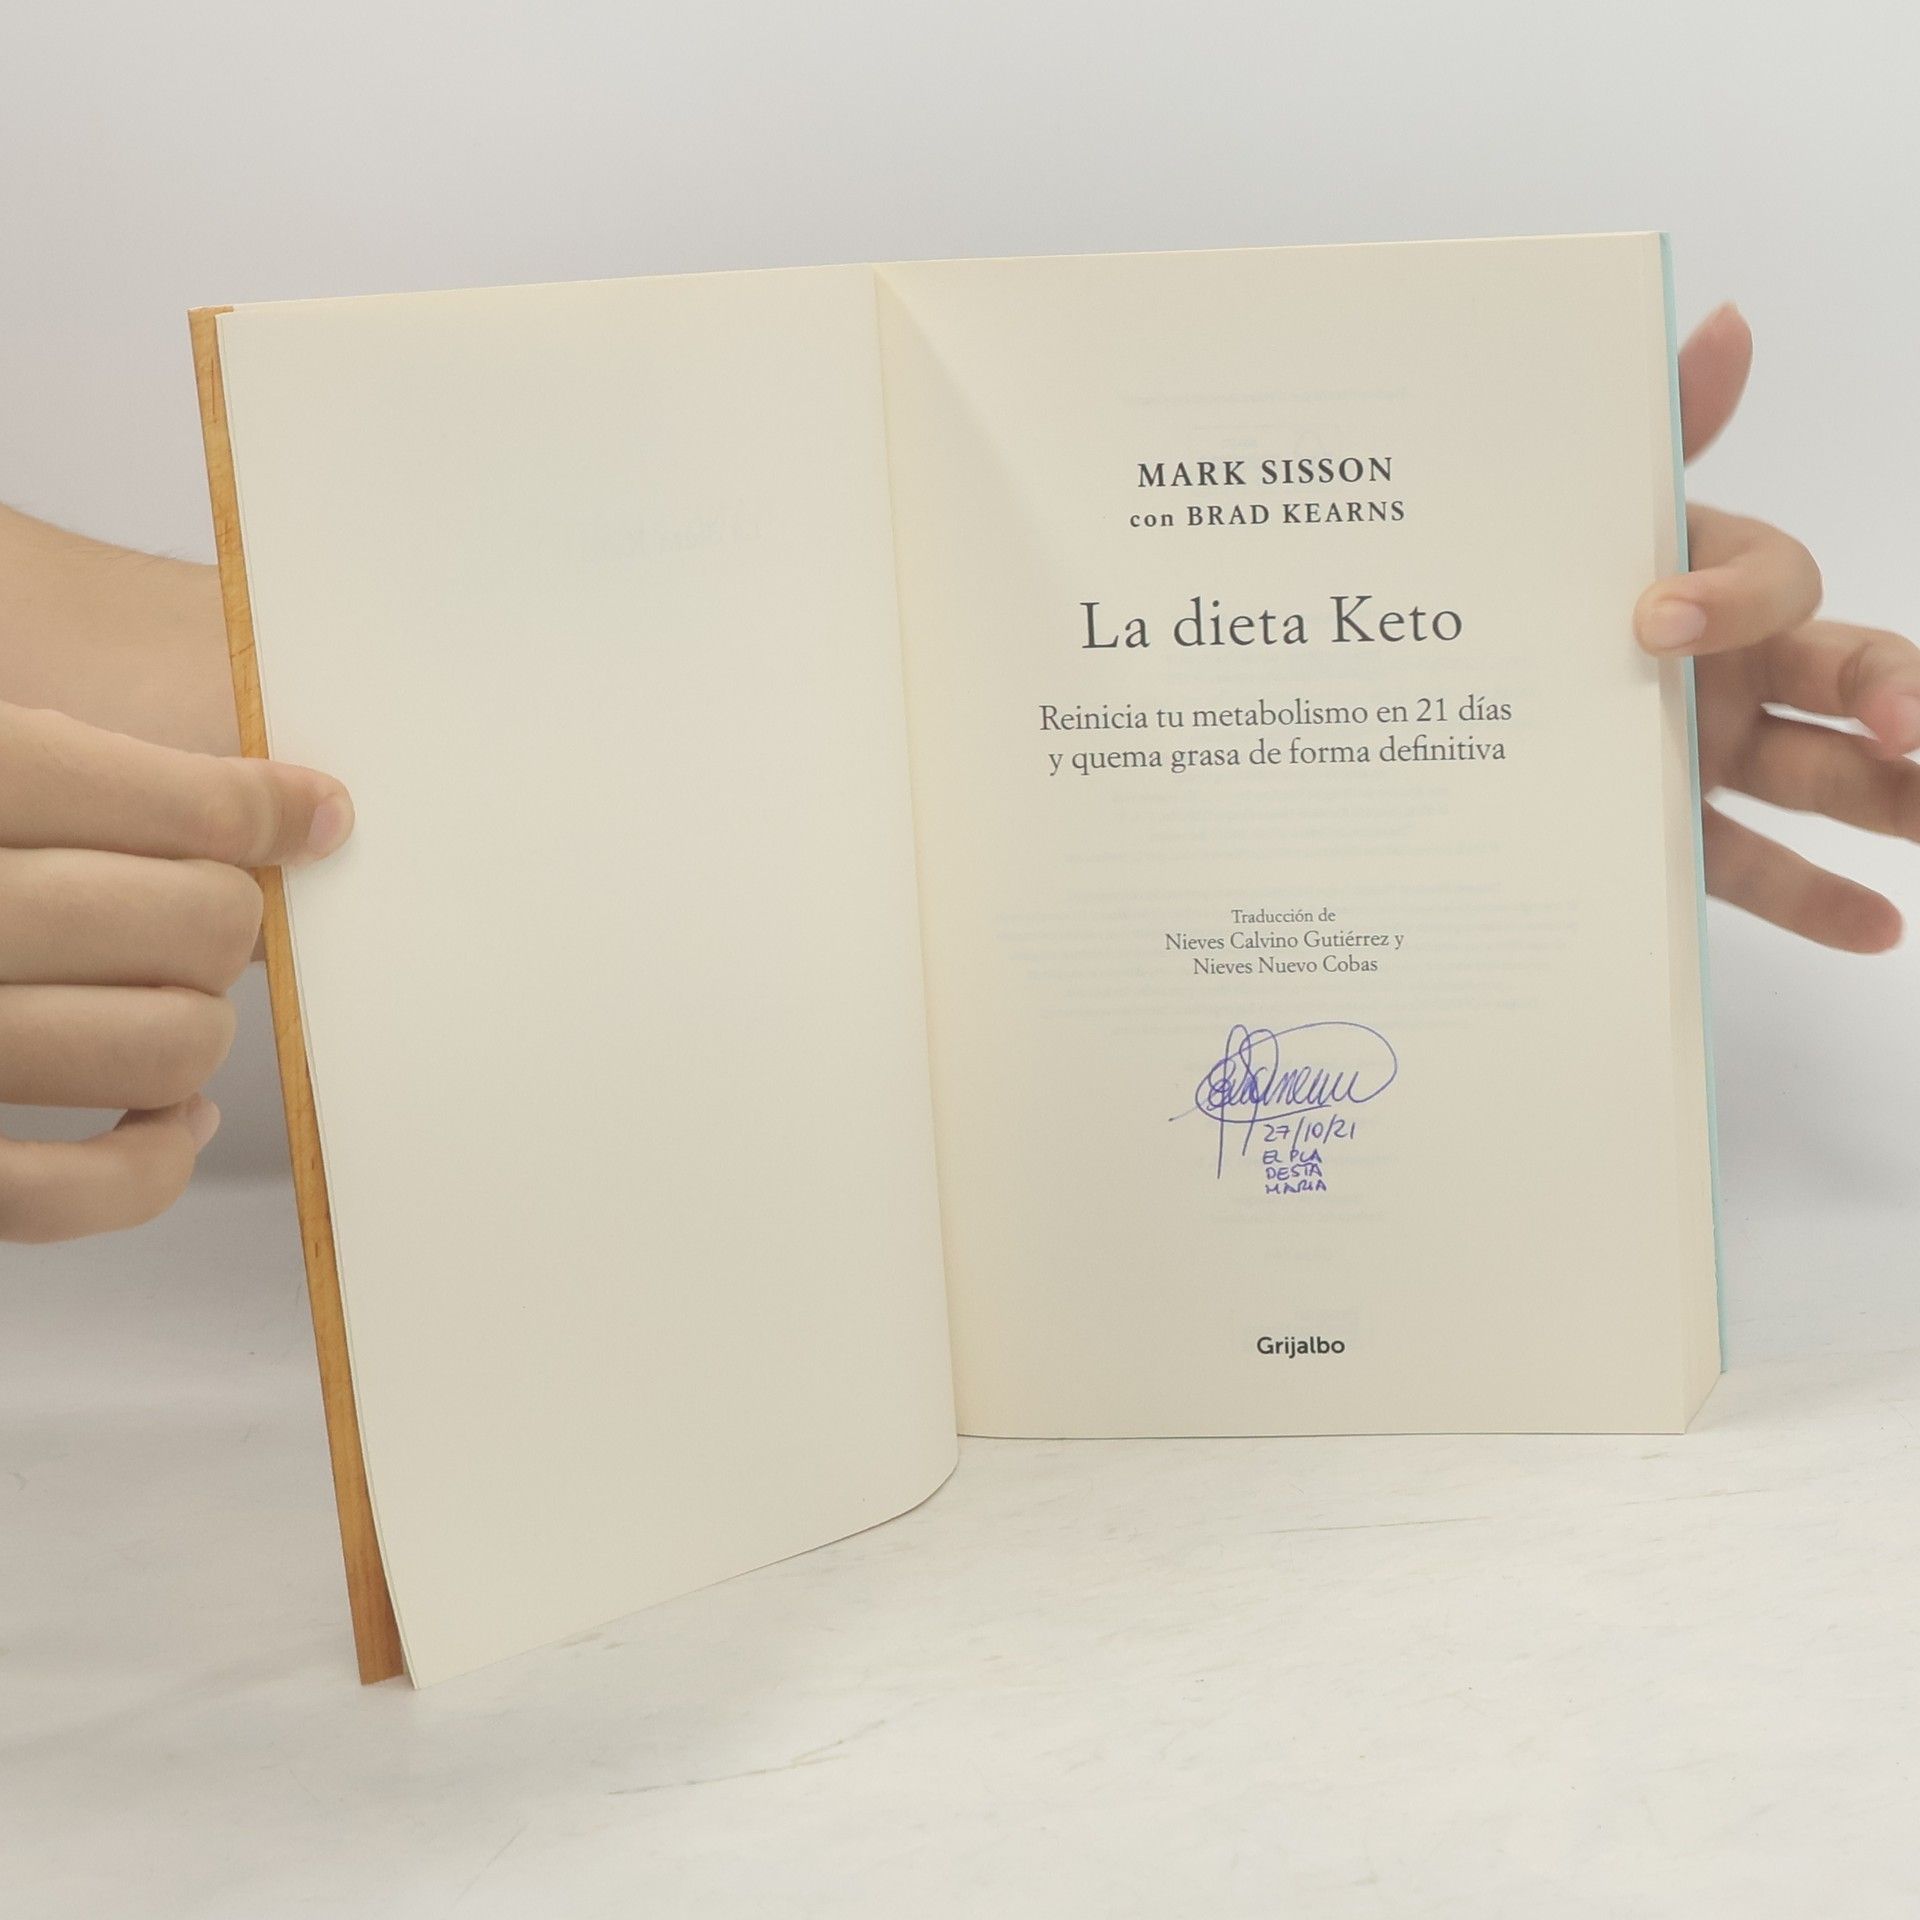 MARK SISSON
con BRAD KEARNS
La dieta Keto
Reinicia tu metabolismo en 21 días
y quema grasa de forma definitiva
Traducción de
Nieves Calvino Gutiérrez y
Nieves Nuevo Cobas
27/10/21
EL PLA
DESTA
MARIA
Grijalbo